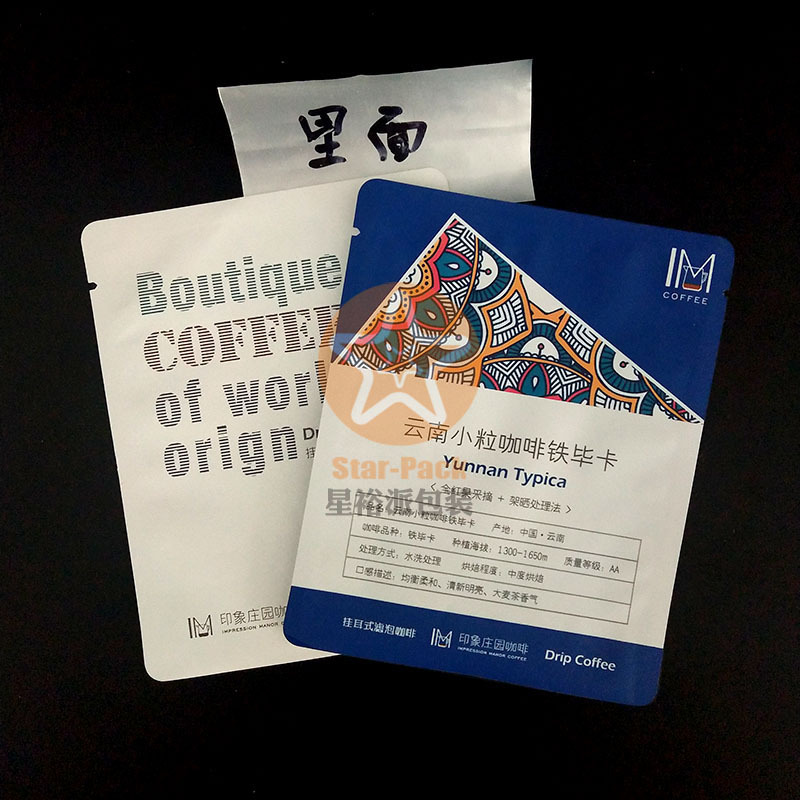 里面
Boutique
COFFEE
of worl
orign
Dr
挂
印象庄园咖啡
IMPRESSION MANOR COFFEE
IM
COFFEE
云南小粒咖啡铁毕卡
Yunnan Typica
< 全红果采摘 + 架晒处理法 >
品名：云南小粒咖啡铁毕卡 产地：中国·云南
咖啡品种：铁毕卡 种植海拔：1300-1650m 质量等级：AA
处理方式：水洗处理 烘焙程度：中度烘焙
口感描述：均衡柔和、清新明亮、大麦茶香气
挂耳式滤泡咖啡 IM 印象庄园咖啡 Drip Coffee
IMPRESSION MANOR COFFEE
Star-Pack
星裕派包装